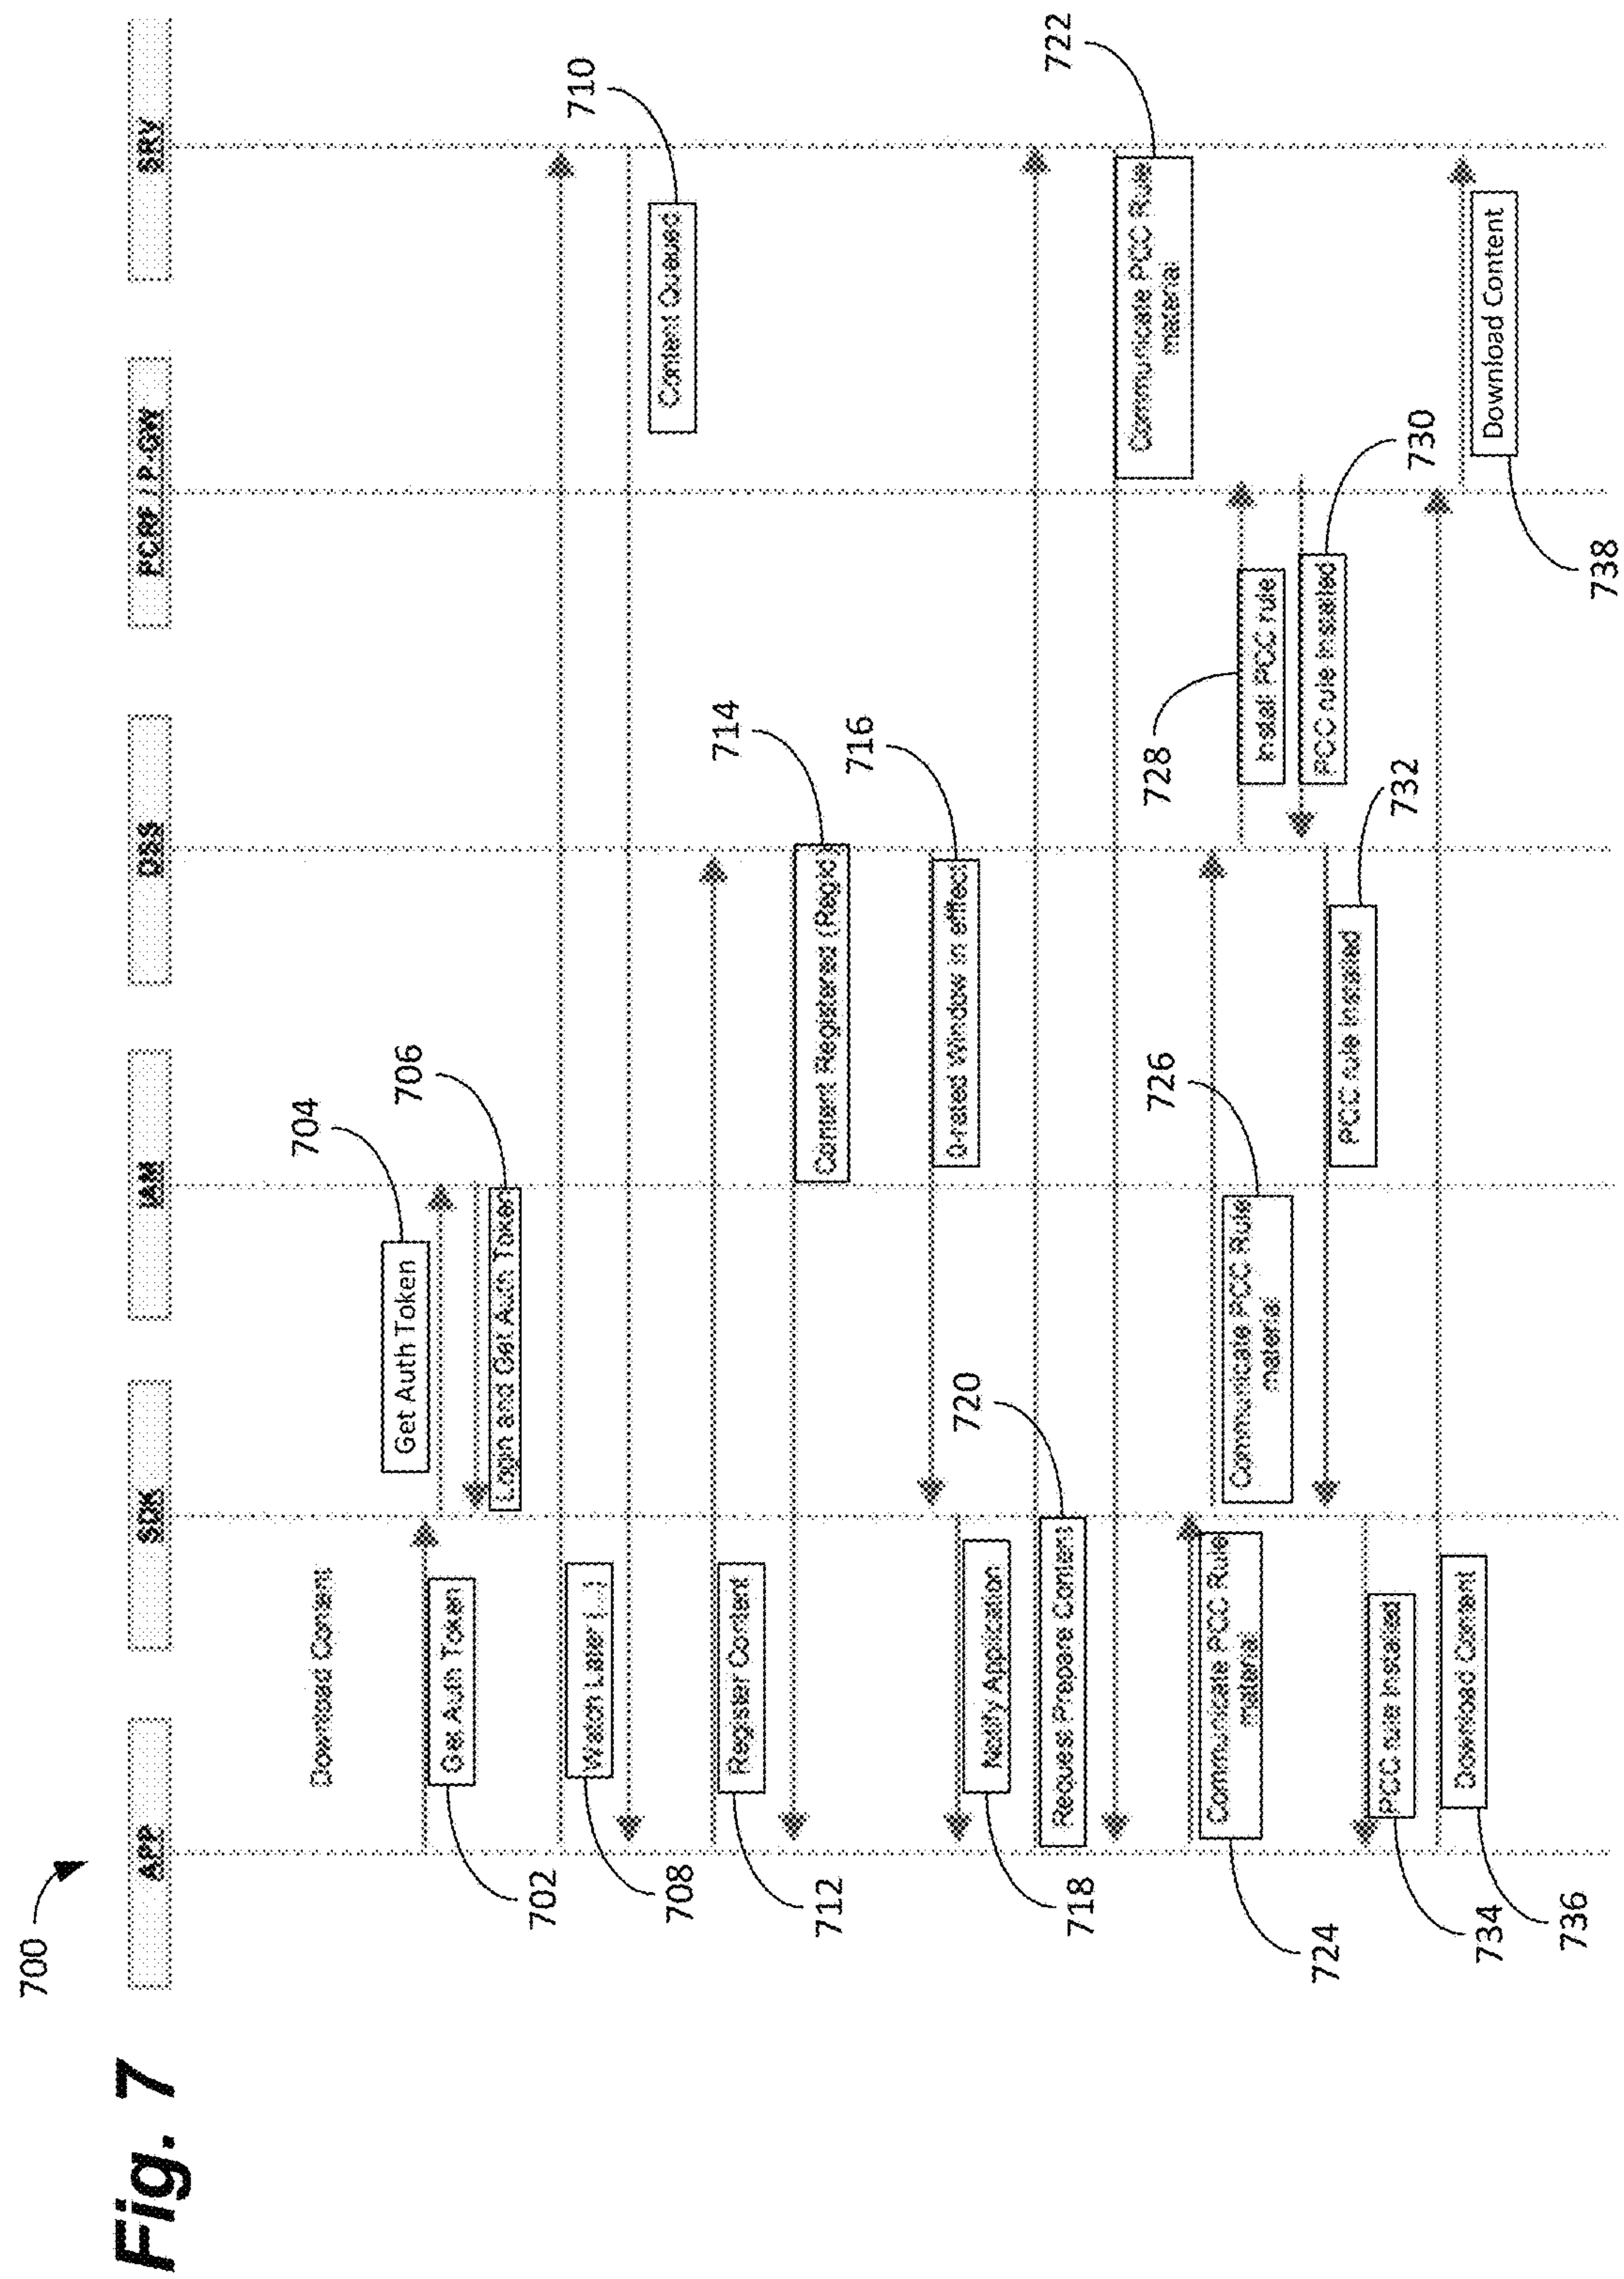 Fig. 7
700
APP
SDK
IAM
OSS
PCRF / P-GW
SRV
Download Content
704
Get Auth Token
Get Auth Token
702
706
Login and Get Auth Token
Watch Later (...)
708
710
Content Queued
Register Content
712
714
Content Registered (RegId)
716
0-rated Window in effect
Notify Application
718
720
Request Prepare Content
722
Communicate PCC Rule
material
Communicate PCC Rule
material
724
726
Communicate PCC Rule
material
728
Install PCC rule
730
PCC rule Installed
732
PCC rule Installed
PCC rule Installed
734
Download Content
736
Download Content
738